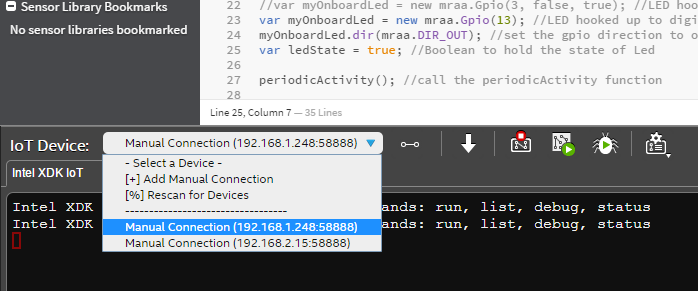 Sensor Library Bookmarks
No sensor libraries bookmarked
22 //var myOnboardLed = new mraa.Gpio(3, false, true); //LED hoo
23 var myOnboardLed = new mraa.Gpio(13); //LED hooked up to digi
24 myOnboardLed.dir(mraa.DIR_OUT); //set the gpio direction to o
25 var ledState = true; //Boolean to hold the state of Led
26
27 periodicActivity(); //call the periodicActivity function
28
Line 25, Column 7 — 35 Lines
IoT Device:
Manual Connection (192.168.1.248:58888)
- Select a Device -
[+] Add Manual Connection
[%] Rescan for Devices
----------------------------------
Manual Connection (192.168.1.248:58888)
Manual Connection (192.168.2.15:58888)
Intel XDK IoT
Intel XDK ands: run, list, debug, status
Intel XDK ands: run, list, debug, status